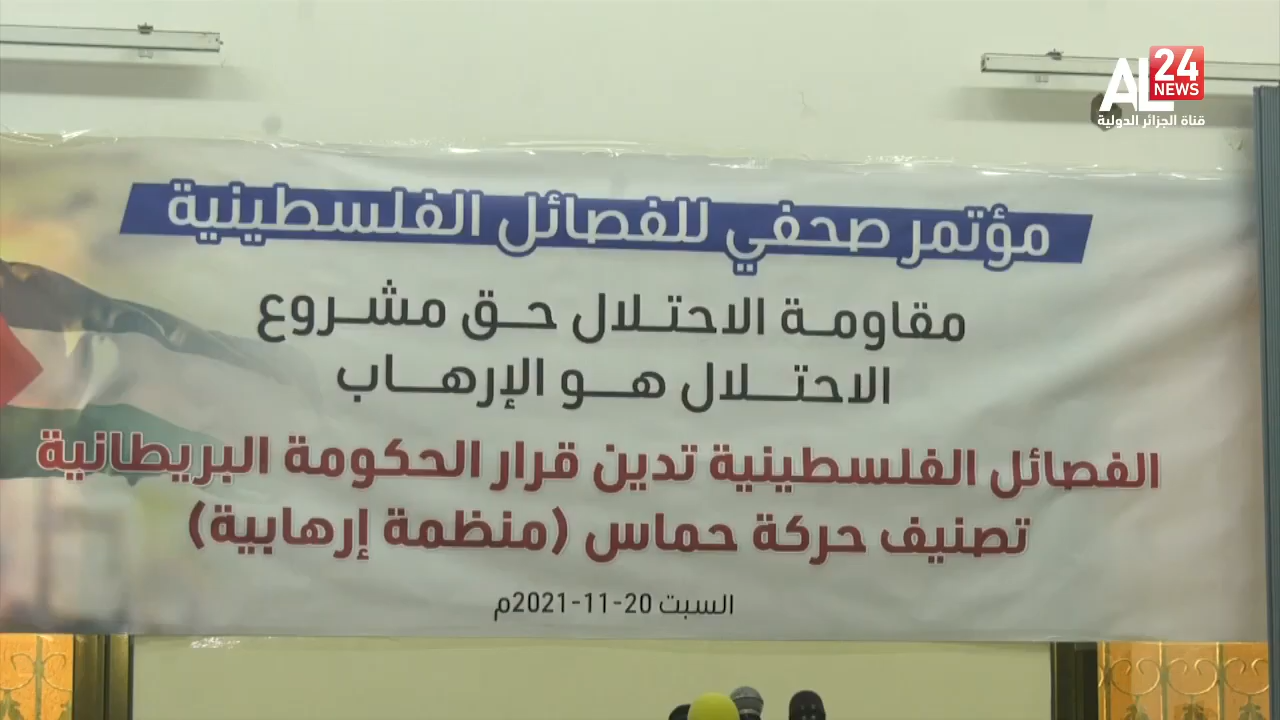 AL
24
NEWS
قناة الجزائر الدولية
مؤتمر صحفي للفصائل الفلسطينية
مقاومة الاحتلال حق مشروع
الاحتلال هو الإرهاب
الفصائل الفلسطينية تدين قرار الحكومة البريطانية
تصنيف حركة حماس (منظمة إرهابية)
السبت 20-11-2021م